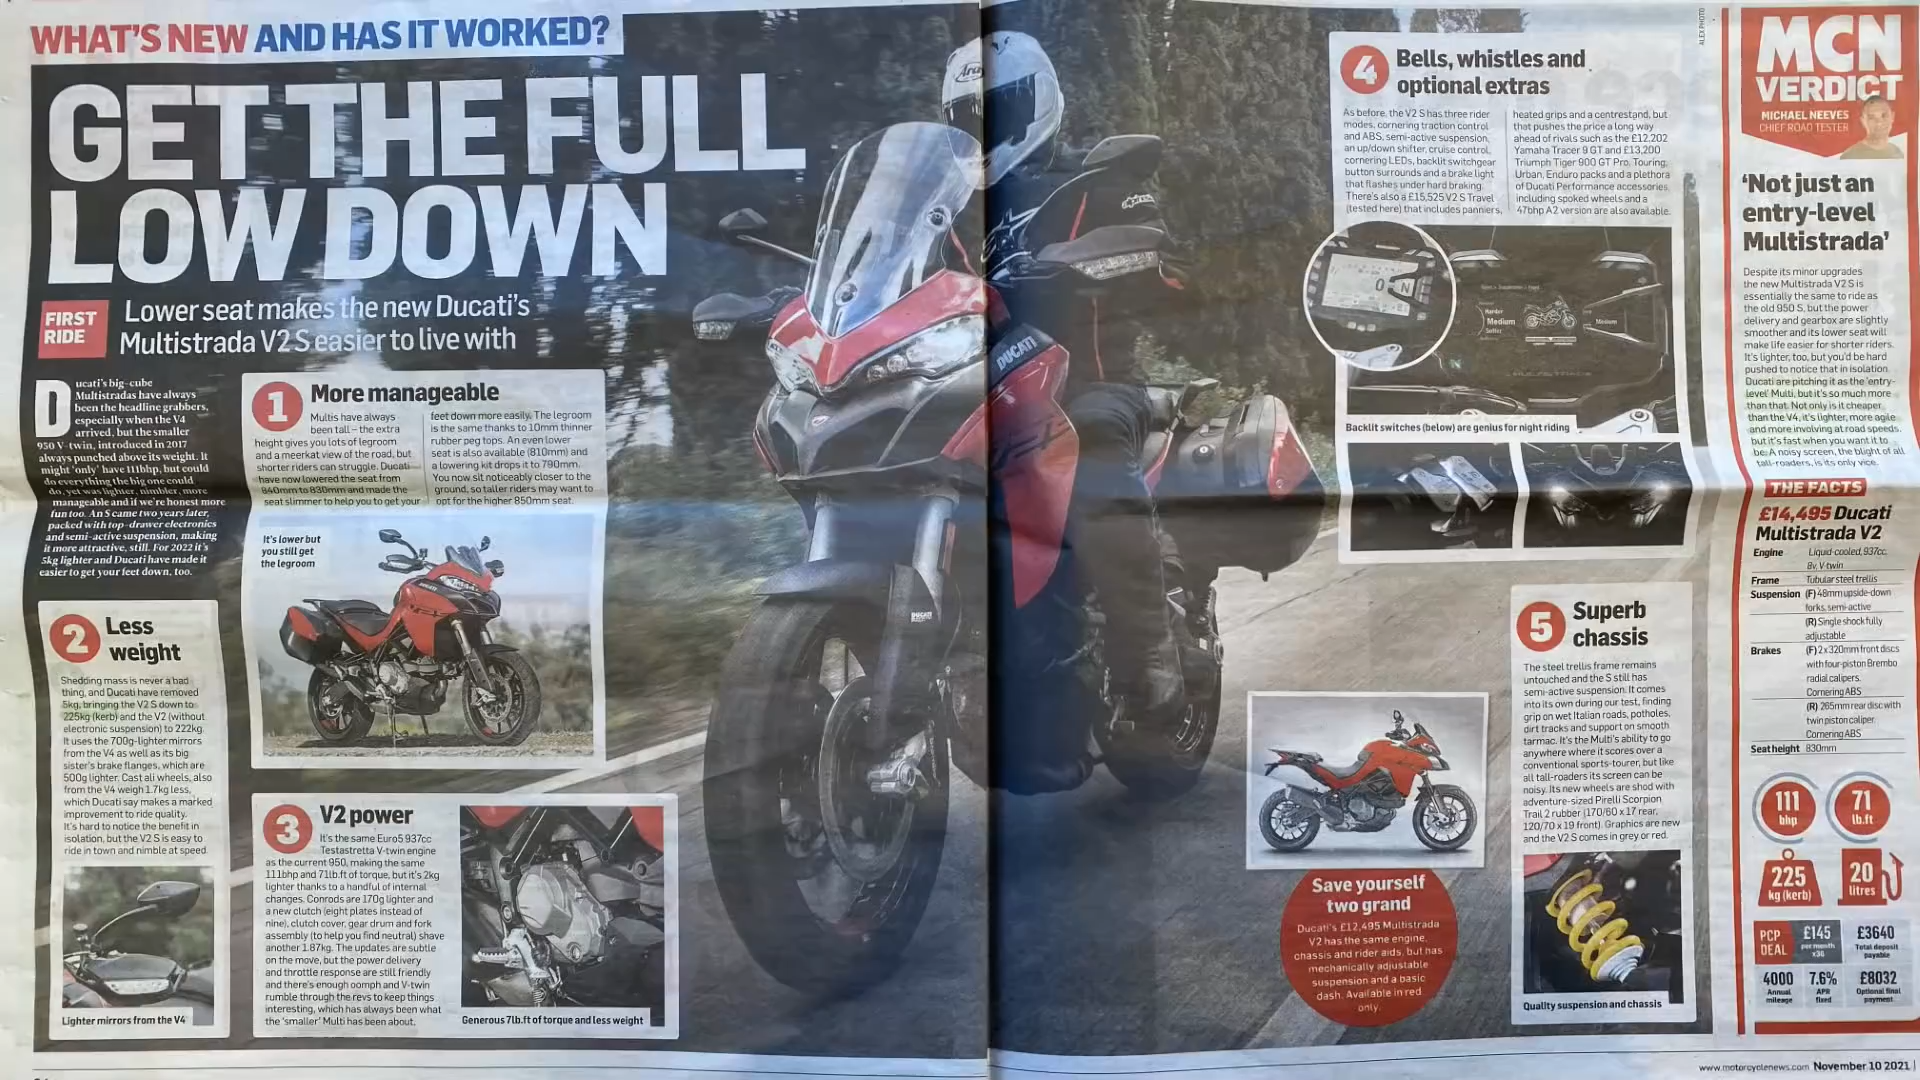 WHAT'S NEW AND HAS IT WORKED?
GET THE FULL
LOW DOWN
FIRST
RIDE
Lower seat makes the new Ducati's
Multistrada V2 S easier to live with
Ducati's big-cube
Multistradas have always
been the headline grabbers,
especially when the V4
arrived, but the smaller
950 V-twin, introduced in 2017
always punched above its weight. It
might 'only' have 111bhp, but could
do everything the big one could
do, yet was lighter, nimbler, more
manageable and if we're honest more
fun too. An S came two years later,
packed with top-drawer electronics
and semi-active suspension, making
it more attractive, still. For 2022 it's
5kg lighter and Ducati have made it
easier to get your feet down, too.
1 More manageable
Multis have always
been tall – the extra
height gives you lots of legroom
and a meerkat view of the road, but
shorter riders can struggle. Ducati
have now lowered the seat from
840mm to 830mm and made the
seat slimmer to help you to get your
feet down more easily. The legroom
is the same thanks to 10mm thinner
rubber peg tops. An even lower
seat is also available (810mm) and
a lowering kit drops it to 790mm.
You now sit noticeably closer to the
ground, so taller riders may want to
opt for the higher 850mm seat.
It's lower but
you still get
the legroom
2 Less
weight
Shedding mass is never a bad
thing, and Ducati have removed
5kg, bringing the V2 S down to
225kg (kerb) and the V2 (without
electronic suspension) to 222kg.
It uses the 700g-lighter mirrors
from the V4 as well as its big
sister's brake flanges, which are
500g lighter. Cast ali wheels, also
from the V4 weigh 1.7kg less,
which Ducati say makes a marked
improvement to ride quality.
It's hard to notice the benefit in
isolation, but the V2 S is easy to
ride in town and nimble at speed.
Lighter mirrors from the V4
3 V2 power
It's the same Euro5 937cc
Testastretta V-twin engine
as the current 950, making the same
111bhp and 71lb.ft of torque, but it's 2kg
lighter thanks to a handful of internal
changes. Conrods are 170g lighter and
a new clutch (eight plates instead of
nine), clutch cover, gear drum and fork
assembly (to help you find neutral) shave
another 1.87kg. The updates are subtle
on the move, but the power delivery
and throttle response are still friendly
and there's enough oomph and V-twin
rumble through the revs to keep things
interesting, which has always been what
the 'smaller' Multi has been about.
Generous 7lb.ft of torque and less weight
Arai
DUCATI
ALEX PHOTO
4 Bells, whistles and
optional extras
As before, the V2 S has three rider
modes, cornering traction control
and ABS, semi-active suspension,
an up/down shifter, cruise control,
cornering LEDs, backlit switchgear
button surrounds and a brake light
that flashes under hard braking.
There's also a £15,525 V2 S Travel
(tested here) that includes panniers,
heated grips and a centrestand, but
that pushes the price a long way
ahead of rivals such as the £12,202
Yamaha Tracer 9 GT and £13,200
Triumph Tiger 900 GT Pro. Touring,
Urban, Enduro packs and a plethora
of Ducati Performance accessories,
including spoked wheels and a
47bhp A2 version are also available.
0 N
Harder
Medium
Softer
Medium
Backlit switches (below) are genius for night riding
5 Superb
chassis
The steel trellis frame remains
untouched and the S still has
semi-active suspension. It comes
into its own during our test, finding
grip on wet Italian roads, potholes,
dirt tracks and support on smooth
tarmac. It's the Multi's ability to go
anywhere where it scores over a
conventional sports-tourer, but like
all tall-roaders its screen can be
noisy. Its new wheels are shod with
adventure-sized Pirelli Scorpion
Trail 2 rubber (170/60 x 17 rear,
120/70 x 19 front). Graphics are new
and the V2 S comes in grey or red.
Quality suspension and chassis
Save yourself
two grand
Ducati's £12,495 Multistrada
V2 has the same engine,
chassis and rider aids, but has
mechanically adjustable
suspension and a basic
dash. Available in red
only.
MCN
VERDICT
MICHAEL NEEVES
CHIEF ROAD TESTER
'Not just an
entry-level
Multistrada'
Despite its minor upgrades
the new Multistrada V2 S is
essentially the same to ride as
the old 950 S, but the power
delivery and gearbox are slightly
smoother and its lower seat will
make life easier for shorter riders.
It's lighter, too, but you'd be hard
pushed to notice that in isolation.
Ducati are pitching it as the 'entry-
level' Multi, but it's so much more
than that. Not only is it cheaper
than the V4, it's lighter, more agile
and more involving at road speeds,
but it's fast when you want it to
be. A noisy screen, the blight of all
tall-roaders, is its only vice.
THE FACTS
£14,495 Ducati
Multistrada V2
Engine Liquid-cooled, 937cc,
8v, V-twin
Frame Tubular steel trellis
Suspension (F) 48mm upside-down
forks, semi-active
(R) Single shock fully
adjustable
Brakes (F) 2 x 320mm front discs
with four-piston Brembo
radial calipers.
Cornering ABS
(R) 265mm rear disc with
twin piston caliper.
Cornering ABS
Seat height 830mm
111
bhp
71
lb.ft
225
kg (kerb)
20
litres
PCP
DEAL
£145
per month
x36
£3640
Total deposit
payable
4000
Annual
mileage
7.6%
APR
fixed
£8032
Optional final
payment
www.motorcyclenews.com November 10 2021